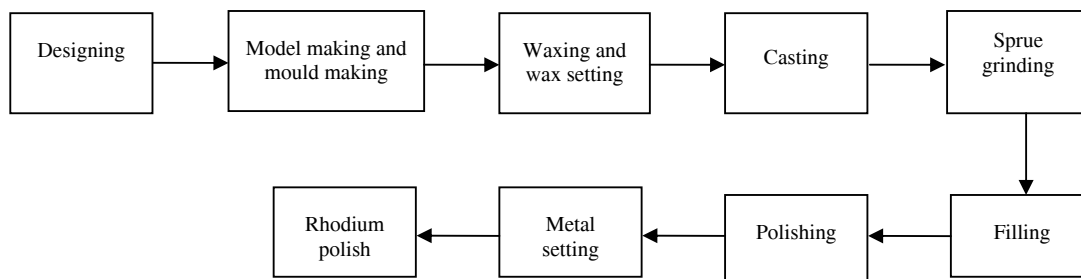 Designing
Model making and
mould making
Waxing and
wax setting
Casting
Sprue
grinding
Filling
Polishing
Metal
setting
Rhodium
polish